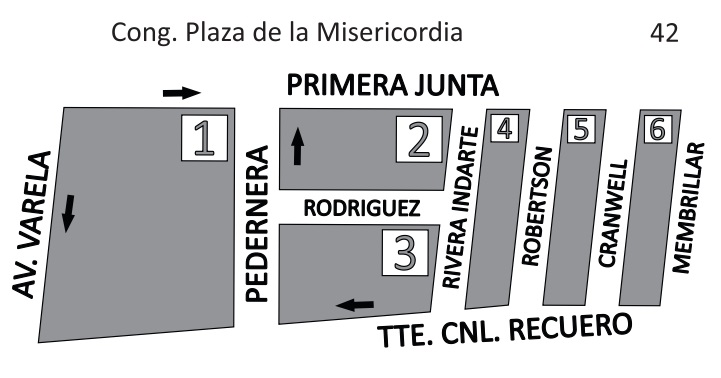 Cong. Plaza de la Misericordia
42
PRIMERA JUNTA
1
2
4
5
6
AV. VARELA
PEDERNERA
RODRIGUEZ
3
RIVERA INDARTE
ROBERTSON
CRANWELL
MEMBRILLAR
TTE. CNL. RECUERO